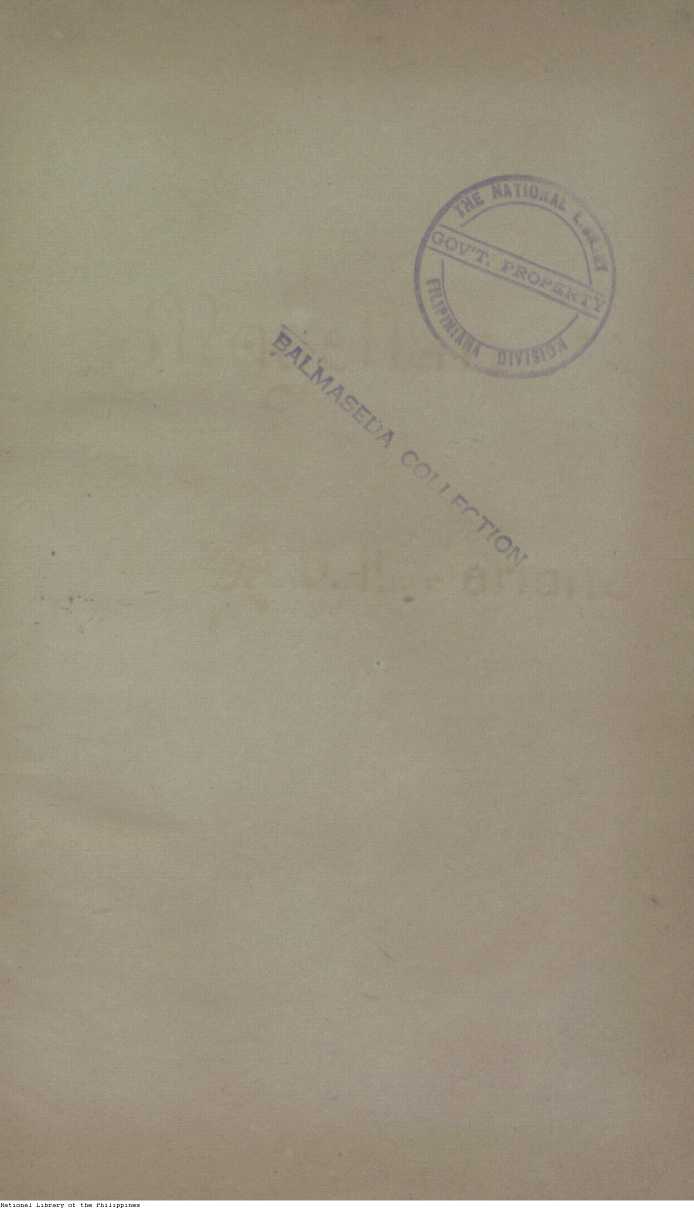 THE NATIONAL LIBRARY
GOV'T. PROPERTY
FILIPINIANA DIVISION
BALMASEDA COLLECTION
National Library of the Philippines